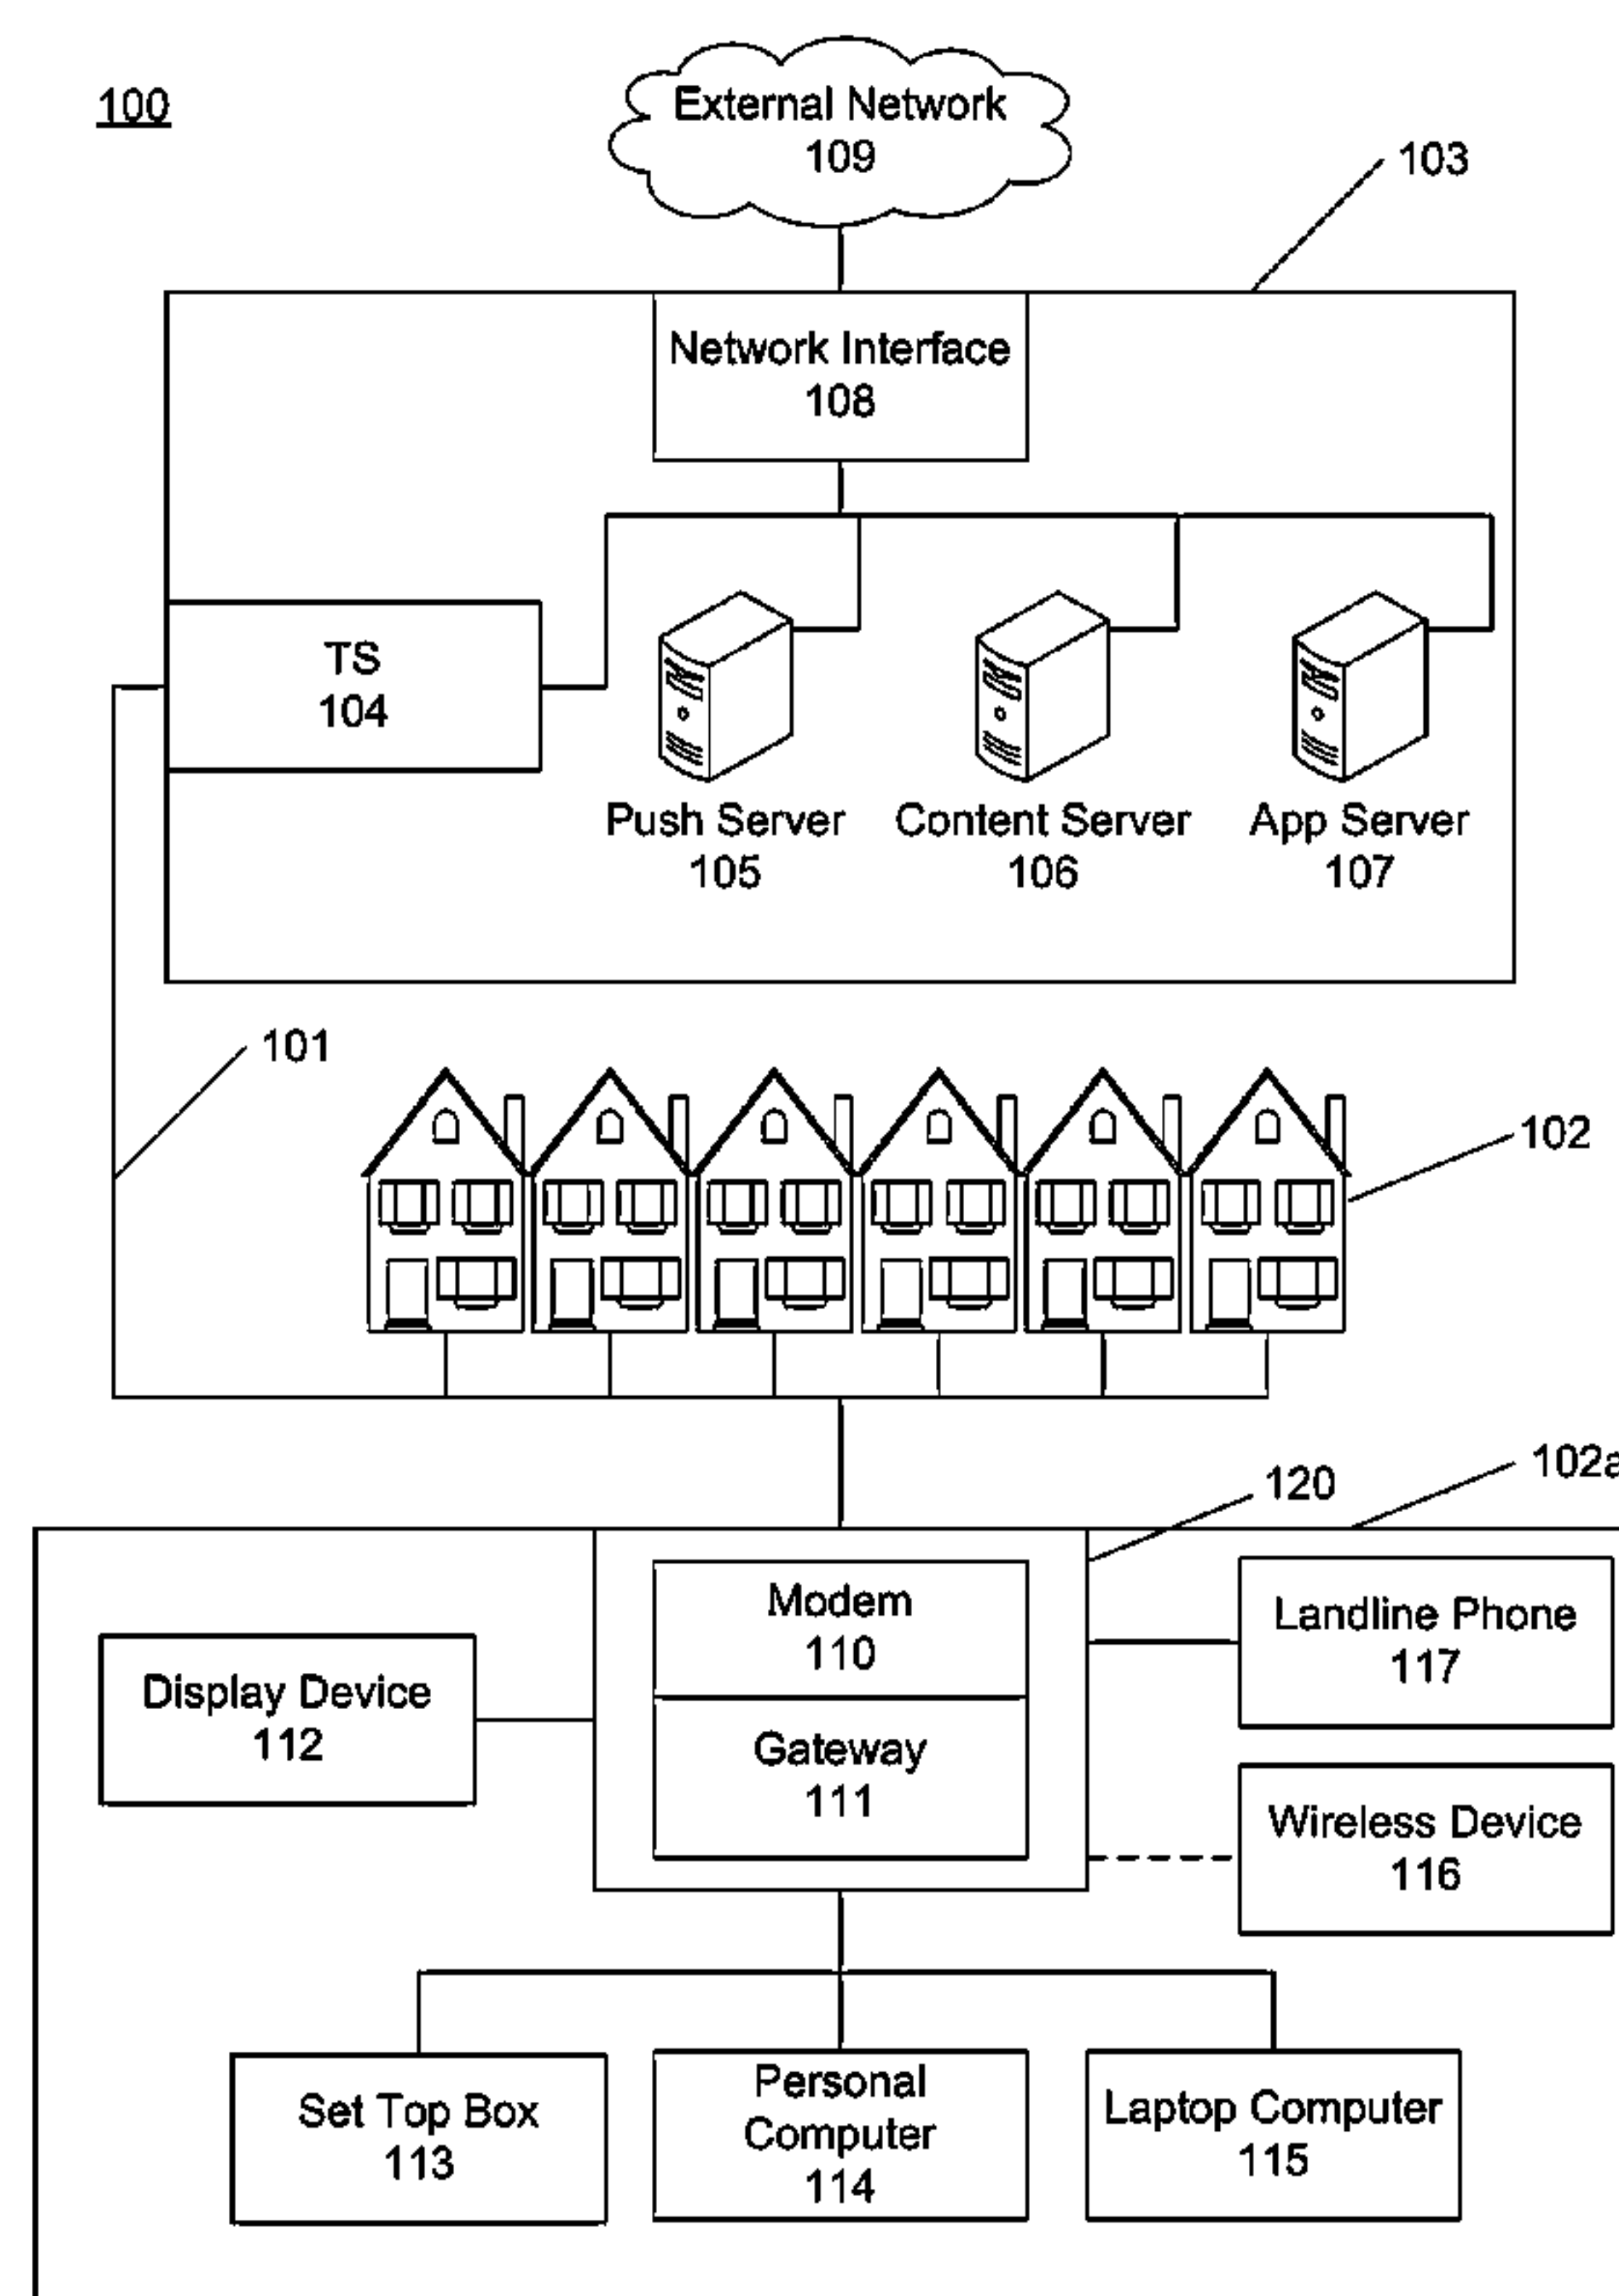 100
External Network
109
103
Network Interface
108
TS
104
Push Server
105
Content Server
106
App Server
107
101
102
102a
120
Modem
110
Landline Phone
117
Display Device
112
Gateway
111
Wireless Device
116
Set Top Box
113
Personal
Computer
114
Laptop Computer
115